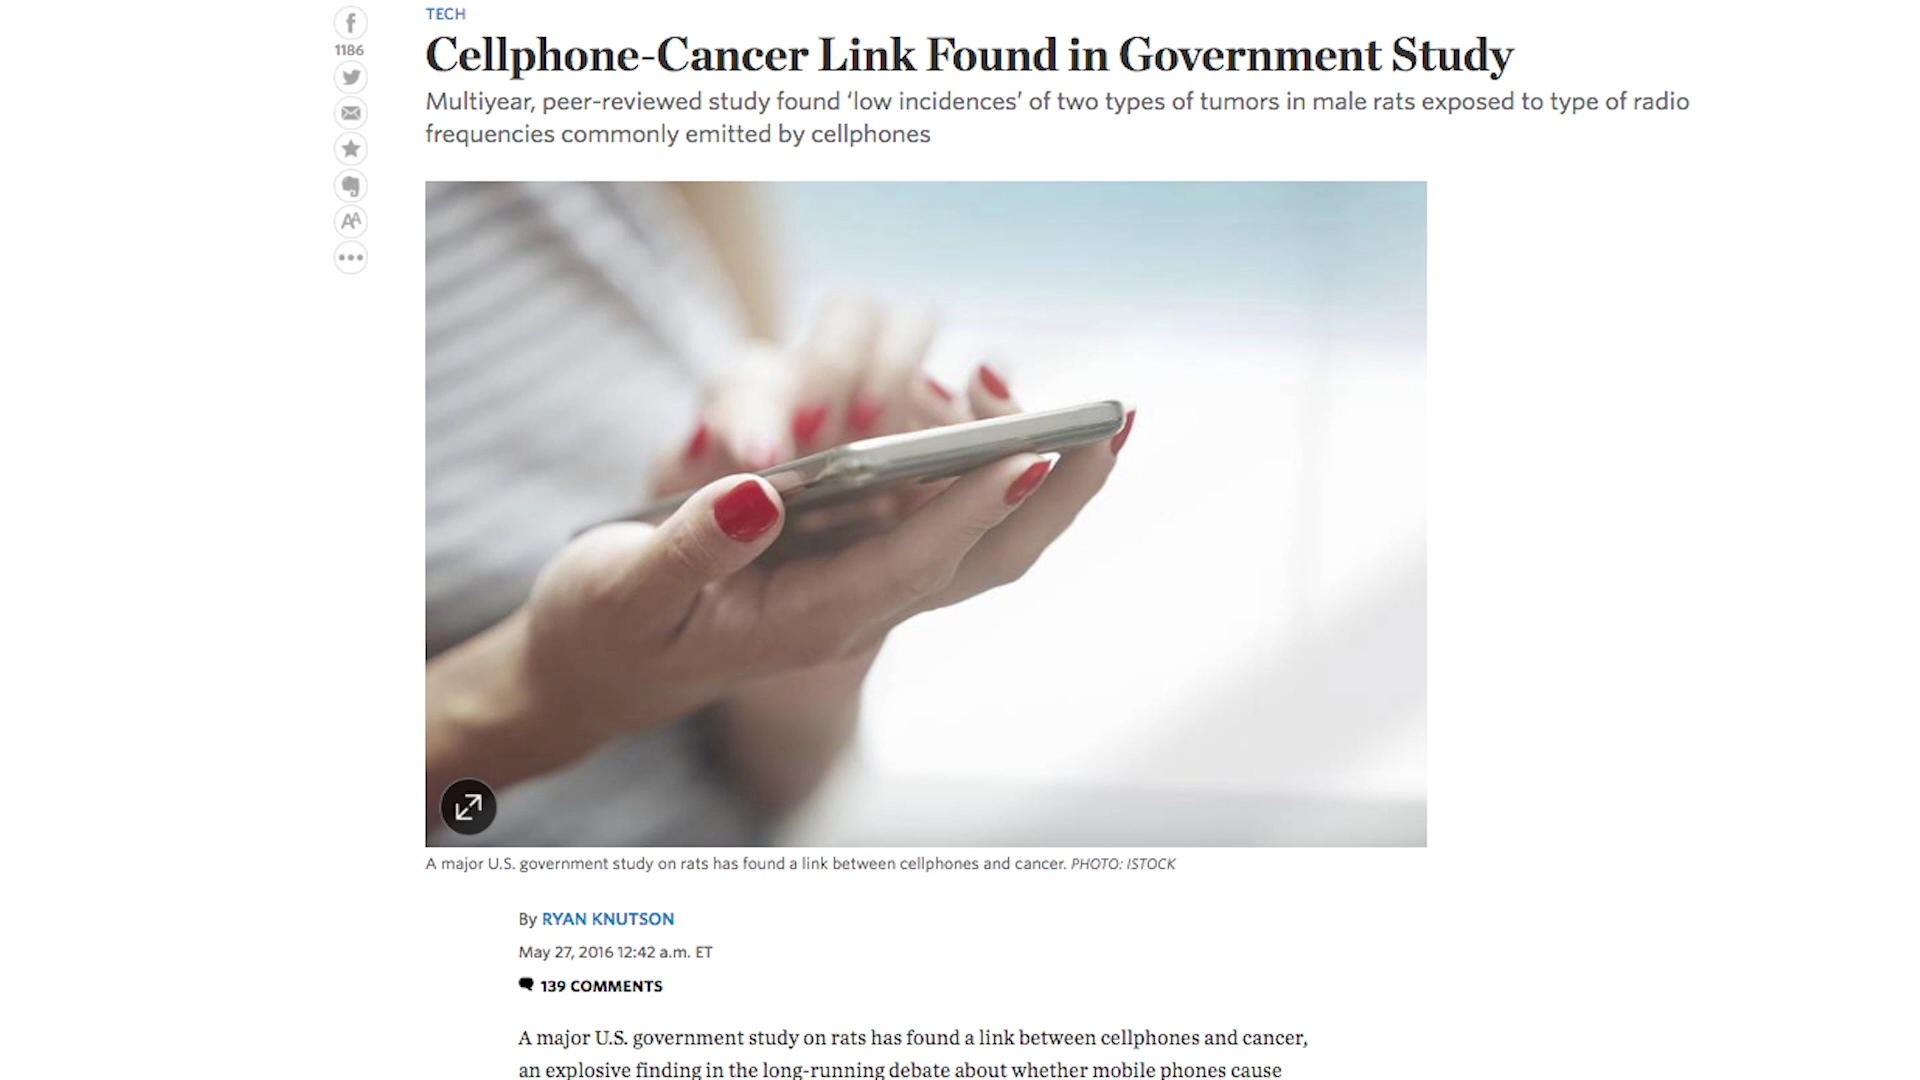 TECH
Cellphone-Cancer Link Found in Government Study
Multiyear, peer-reviewed study found ‘low incidences’ of two types of tumors in male rats exposed to type of radio
frequencies commonly emitted by cellphones
1186
AA
A major U.S. government study on rats has found a link between cellphones and cancer. PHOTO: ISTOCK
By RYAN KNUTSON
May 27, 2016 12:42 a.m. ET
139 COMMENTS
A major U.S. government study on rats has found a link between cellphones and cancer,
an explosive finding in the long-running debate about whether mobile phones cause